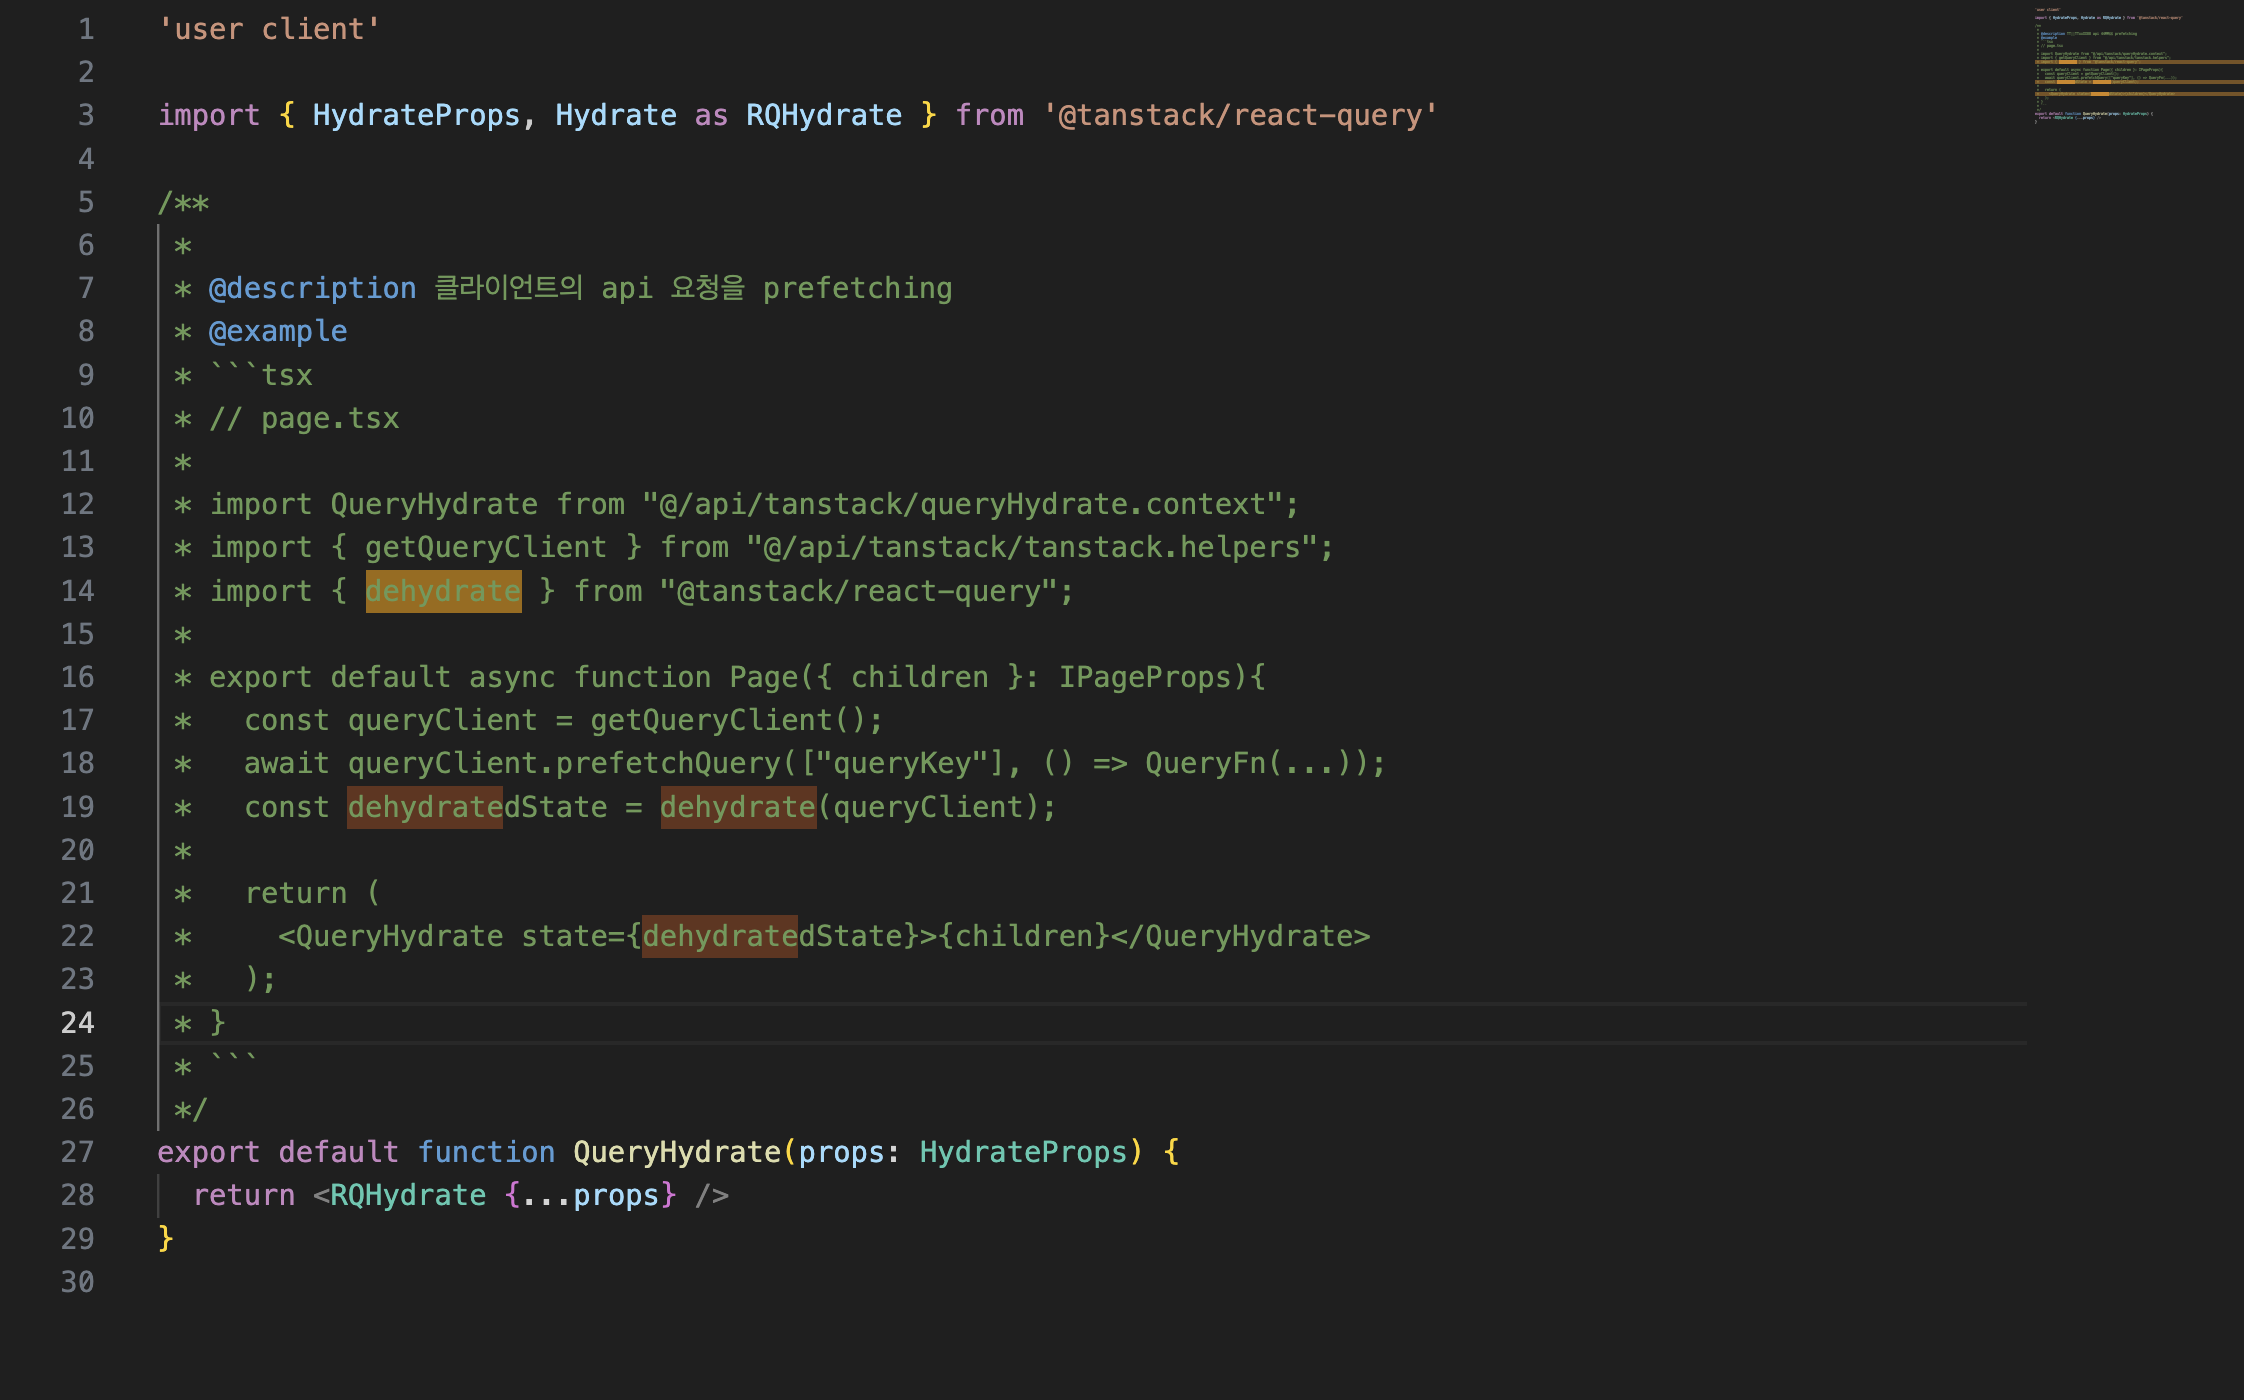 1 'user client'
2
3 import { HydrateProps, Hydrate as RQHydrate } from '@tanstack/react-query'
4
5 /**
6  *
7  * @description 클라이언트의 api 요청을 prefetching
8  * @example
9  * ```tsx
10  * // page.tsx
11  *
12  * import QueryHydrate from "@/api/tanstack/queryHydrate.context";
13  * import { getQueryClient } from "@/api/tanstack/tanstack.helpers";
14  * import { dehydrate } from "@tanstack/react-query";
15  *
16  * export default async function Page({ children }: IPageProps){
17  *   const queryClient = getQueryClient();
18  *   await queryClient.prefetchQuery(["queryKey"], () => QueryFn(...));
19  *   const dehydratedState = dehydrate(queryClient);
20  *
21  *   return (
22  *     <QueryHydrate state={dehydratedState}>{children}</QueryHydrate>
23  *   );
24  * }
25  * ```
26  */
27 export default function QueryHydrate(props: HydrateProps) {
28   return <RQHydrate {...props} />
29 }
30